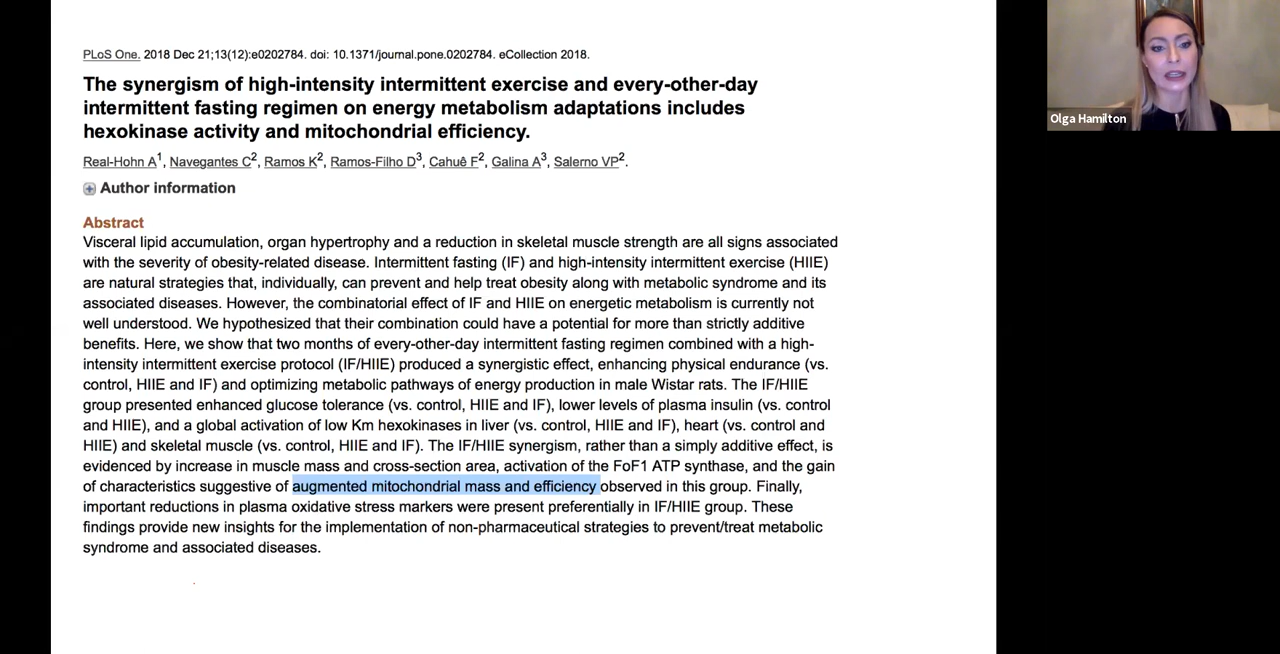 PLoS One. 2018 Dec 21;13(12):e0202784. doi: 10.1371/journal.pone.0202784. eCollection 2018.
The synergism of high-intensity intermittent exercise and every-other-day
intermittent fasting regimen on energy metabolism adaptations includes
hexokinase activity and mitochondrial efficiency.
Real-Hohn A1, Navegantes C2, Ramos K2, Ramos-Filho D3, Cahuê F2, Galina A3, Salerno VP2.
Author information
Abstract
Visceral lipid accumulation, organ hypertrophy and a reduction in skeletal muscle strength are all signs associated
with the severity of obesity-related disease. Intermittent fasting (IF) and high-intensity intermittent exercise (HIIE)
are natural strategies that, individually, can prevent and help treat obesity along with metabolic syndrome and its
associated diseases. However, the combinatorial effect of IF and HIIE on energetic metabolism is currently not
well understood. We hypothesized that their combination could have a potential for more than strictly additive
benefits. Here, we show that two months of every-other-day intermittent fasting regimen combined with a high-
intensity intermittent exercise protocol (IF/HIIE) produced a synergistic effect, enhancing physical endurance (vs.
control, HIIE and IF) and optimizing metabolic pathways of energy production in male Wistar rats. The IF/HIIE
group presented enhanced glucose tolerance (vs. control, HIIE and IF), lower levels of plasma insulin (vs. control
and HIIE), and a global activation of low Km hexokinases in liver (vs. control, HIIE and IF), heart (vs. control and
HIIE) and skeletal muscle (vs. control, HIIE and IF). The IF/HIIE synergism, rather than a simply additive effect, is
evidenced by increase in muscle mass and cross-section area, activation of the FoF1 ATP synthase, and the gain
of characteristics suggestive of augmented mitochondrial mass and efficiency observed in this group. Finally,
important reductions in plasma oxidative stress markers were present preferentially in IF/HIIE group. These
findings provide new insights for the implementation of non-pharmaceutical strategies to prevent/treat metabolic
syndrome and associated diseases.
Olga Hamilton